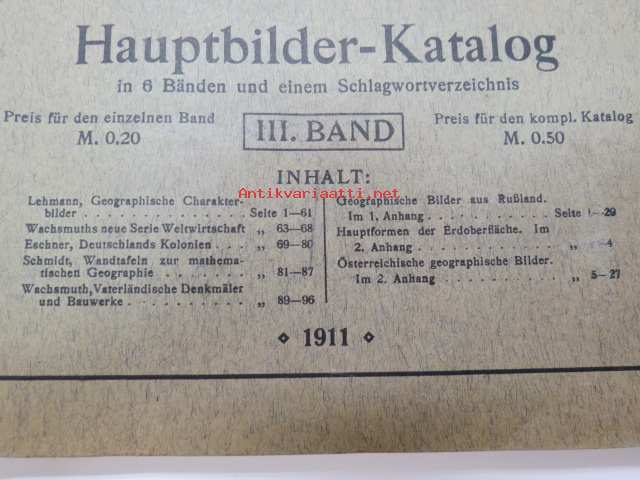 Hauptbilder-Katalog
in 6 Bänden und einem Schlagwortverzeichnis
Preis für den einzelnen Band
M. 0.20
III. BAND
Preis für den kompl. Katalog
M. 0.50
INHALT:
Antikvariaatti.net
Lehmann, Geographische Charakter-
bilder . . . . . . . . . . . . Seite 1—61
Wachsmuths neue Serie Weltwirtschaft „ 63—68
Eschner, Deutschlands Kolonien . . . „ 69—80
Schmidt, Wandtafeln zur mathema-
tischen Geographie . . . . . . . „ 81—87
Wachsmuth, Vaterländische Denkmäler
und Bauwerke . . . . . . . . . „ 89—96
Geographische Bilder aus Rußland.
Im 1. Anhang . . . . . . . . . Seite 1—29
Hauptformen der Erdoberfläche. Im
2. Anhang . . . . . . . . . . „ 4
Österreichische geographische Bilder.
Im 2. Anhang . . . . . . . . . „ 5—27
1911